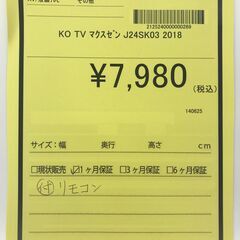 その他
2125240000000269
KO TV マクスゼン J24SK03 2018
¥7,980(税込)
140625
サイズ：幅 奥行 高さ cm
□現状販売 ☑1ヶ月保証 □3ヶ月保証 □6ヶ月保証
付 リモコン